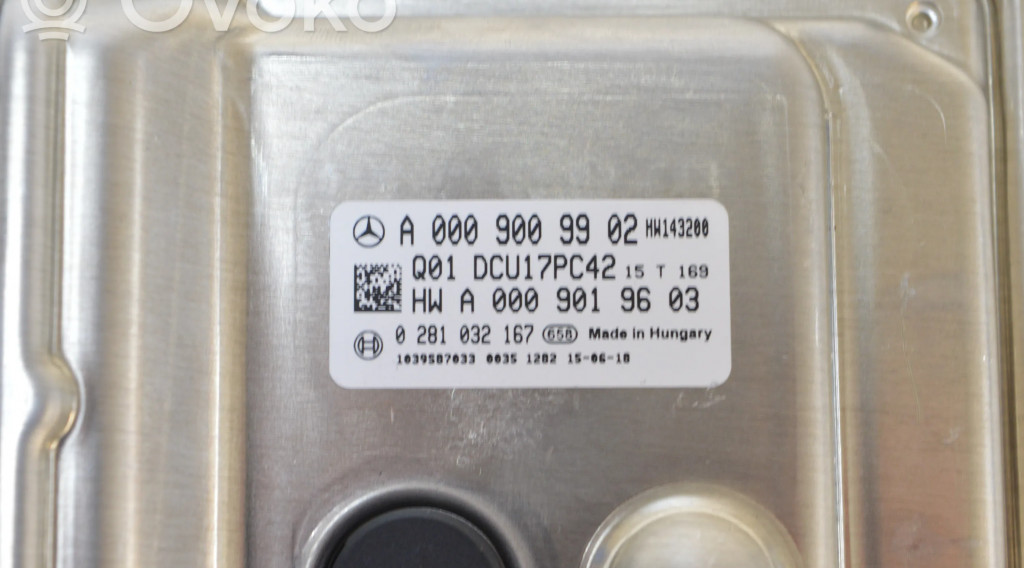 OVOKO
A 000 900 99 02 HW143200
Q01 DCU17PC42 15 T 169
HW A 000 901 96 03
0 281 032 167 658 Made in Hungary
1039S87033 0035 1282 15-06-18